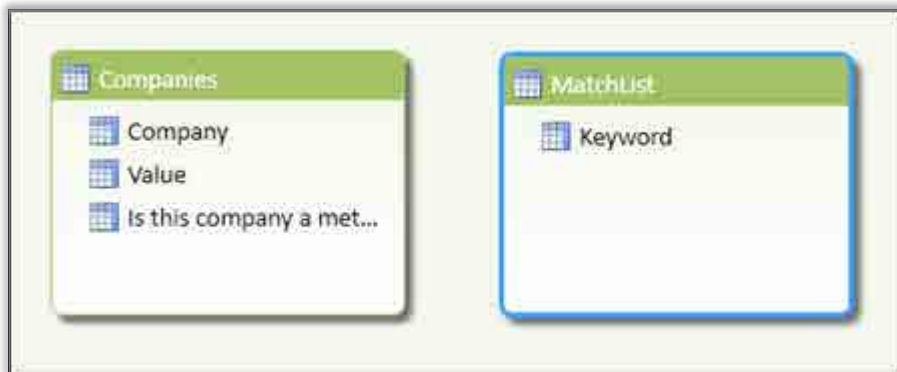 Companies
Company
Value
Is this company a met...
MatchList
Keyword